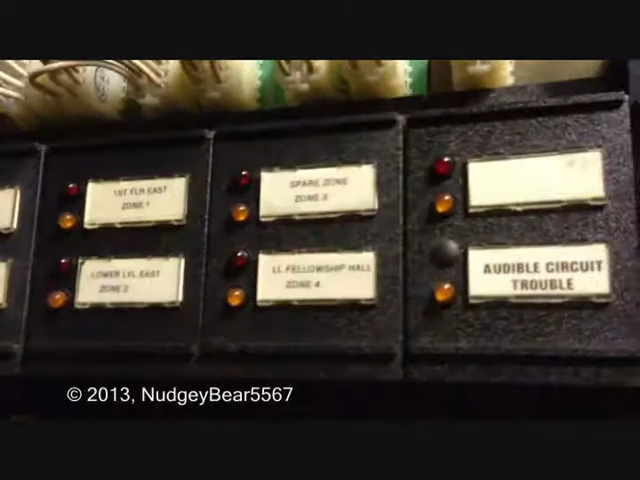 1ST FLR EAST
ZONE 1
SPARE ZONE
ZONE 3
LOWER LVL EAST
ZONE 2
LL FELLOWSHIP HALL
ZONE 4
AUDIBLE CIRCUIT
TROUBLE
© 2013, NudgeyBear5567